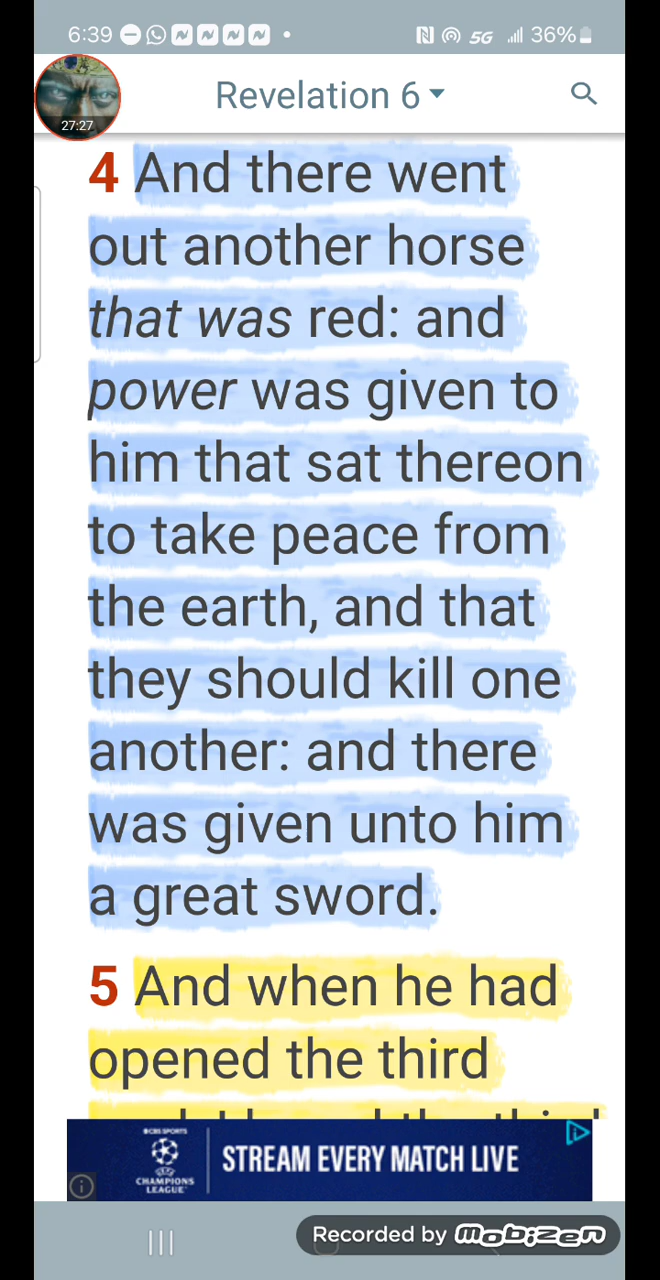 6:39 5G 36%
Revelation 6
27:27
4 And there went
out another horse
that was red: and
power was given to
him that sat thereon
to take peace from
the earth, and that
they should kill one
another: and there
was given unto him
a great sword.
5 And when he had
opened the third
CBS SPORTS
UEFA
CHAMPIONS
LEAGUE
STREAM EVERY MATCH LIVE
Recorded by mobizen